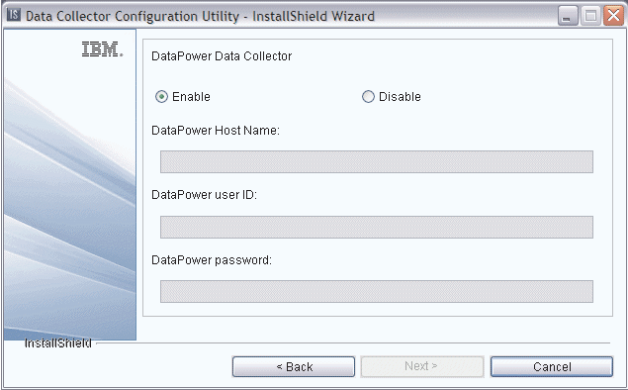 Data Collector Configuration Utility - InstallShield Wizard
IBM.
DataPower Data Collector
Enable
Disable
DataPower Host Name:
DataPower user ID:
DataPower password:
InstallShield
< Back
Next >
Cancel